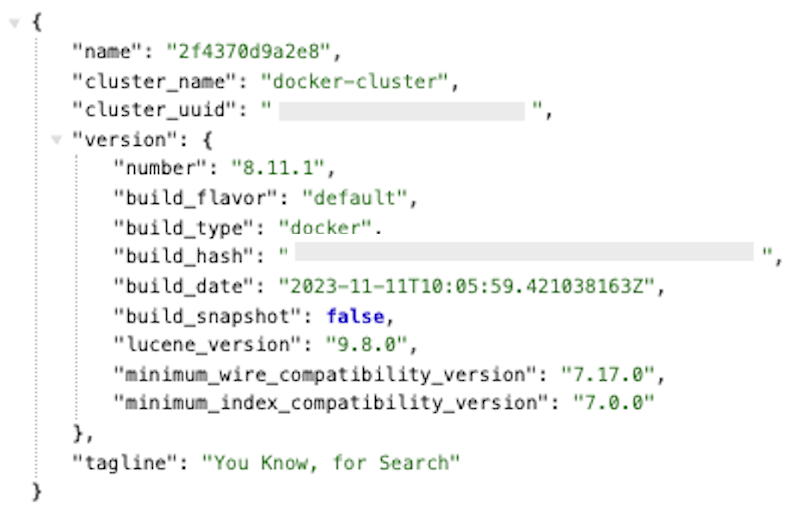 {
"name": "2f4370d9a2e8",
"cluster_name": "docker-cluster",
"cluster_uuid": " ",
"version": {
"number": "8.11.1",
"build_flavor": "default",
"build_type": "docker",
"build_hash": " ",
"build_date": "2023-11-11T10:05:59.421038163Z",
"build_snapshot": false,
"lucene_version": "9.8.0",
"minimum_wire_compatibility_version": "7.17.0",
"minimum_index_compatibility_version": "7.0.0"
},
"tagline": "You Know, for Search"
}